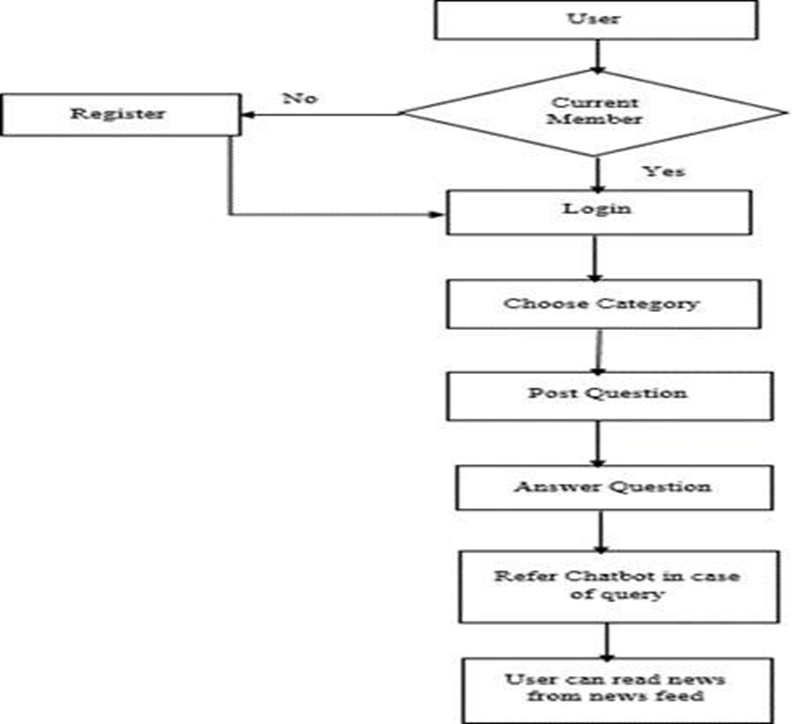 User
Current
Member
No
Register
Yes
Login
Choose Category
Post Question
Answer Question
Refer Chatbot in case
of query
User can read news
from news feed